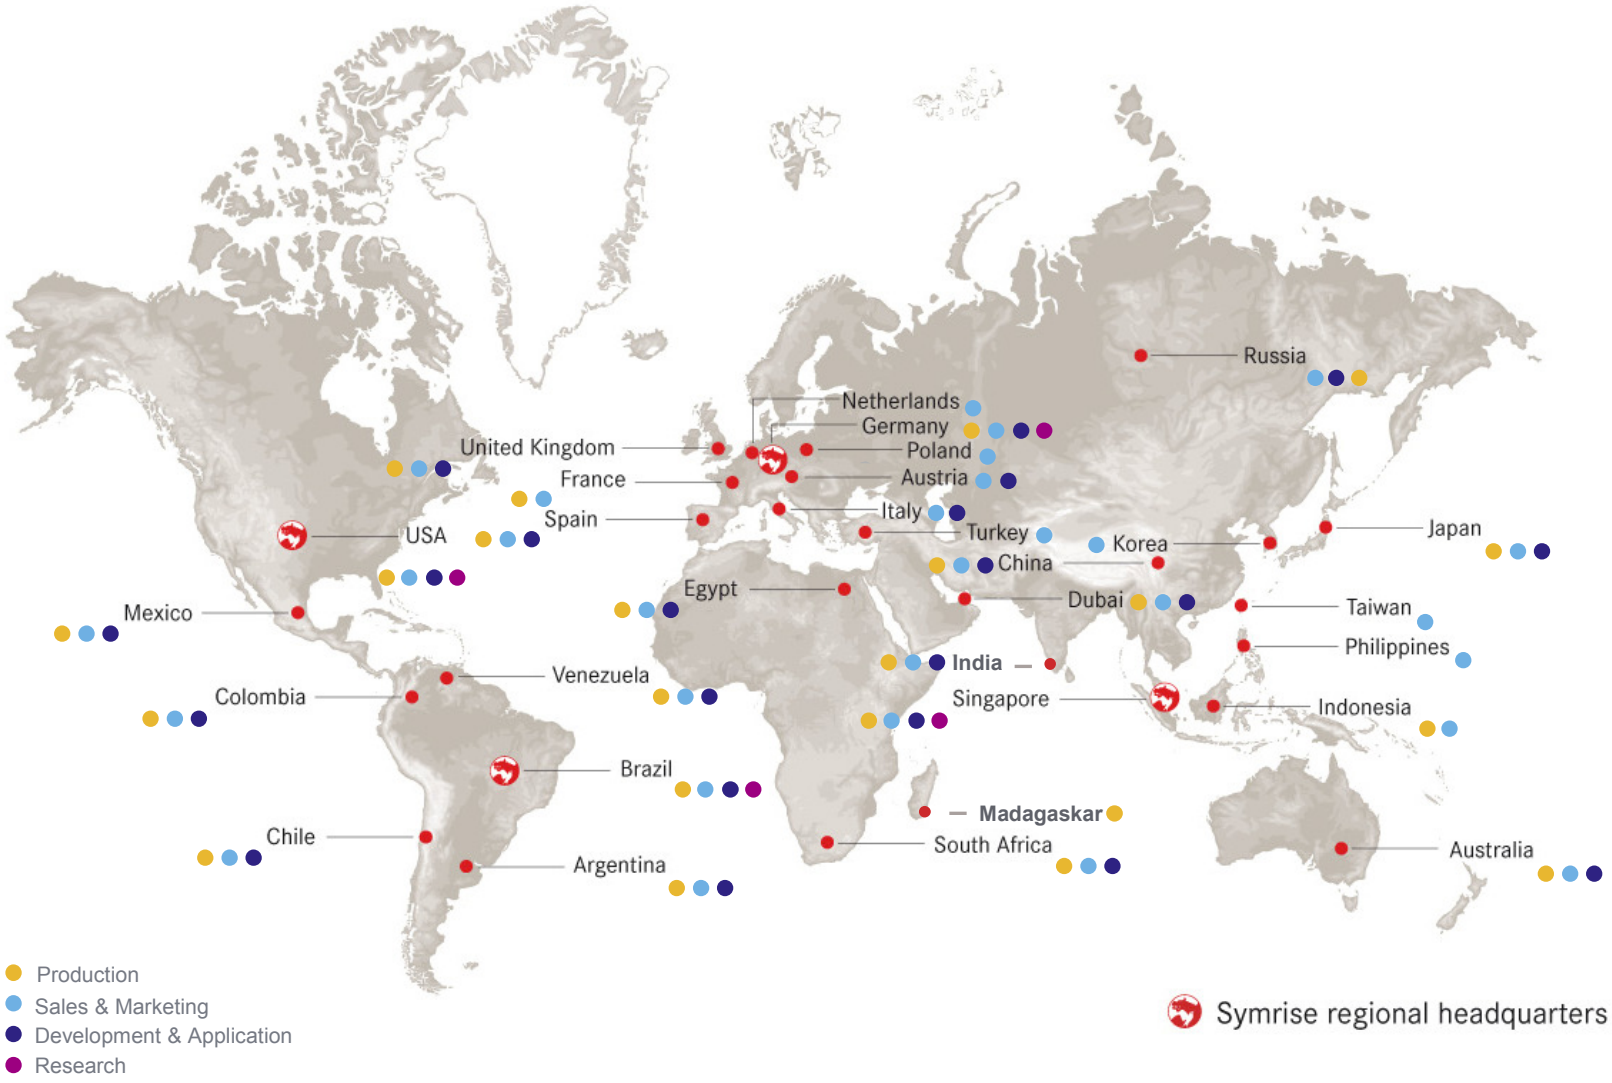 Russia
Netherlands
Germany
United Kingdom
Poland
France
Austria
Italy
Spain
Turkey
Japan
USA
Korea
China
Egypt
Dubai
Mexico
Taiwan
Philippines
India
Venezuela
Colombia
Singapore
Indonesia
Brazil
Madagaskar
Chile
South Africa
Australia
Argentina
Production
Sales & Marketing
Development & Application
Research
Symrise regional headquarters